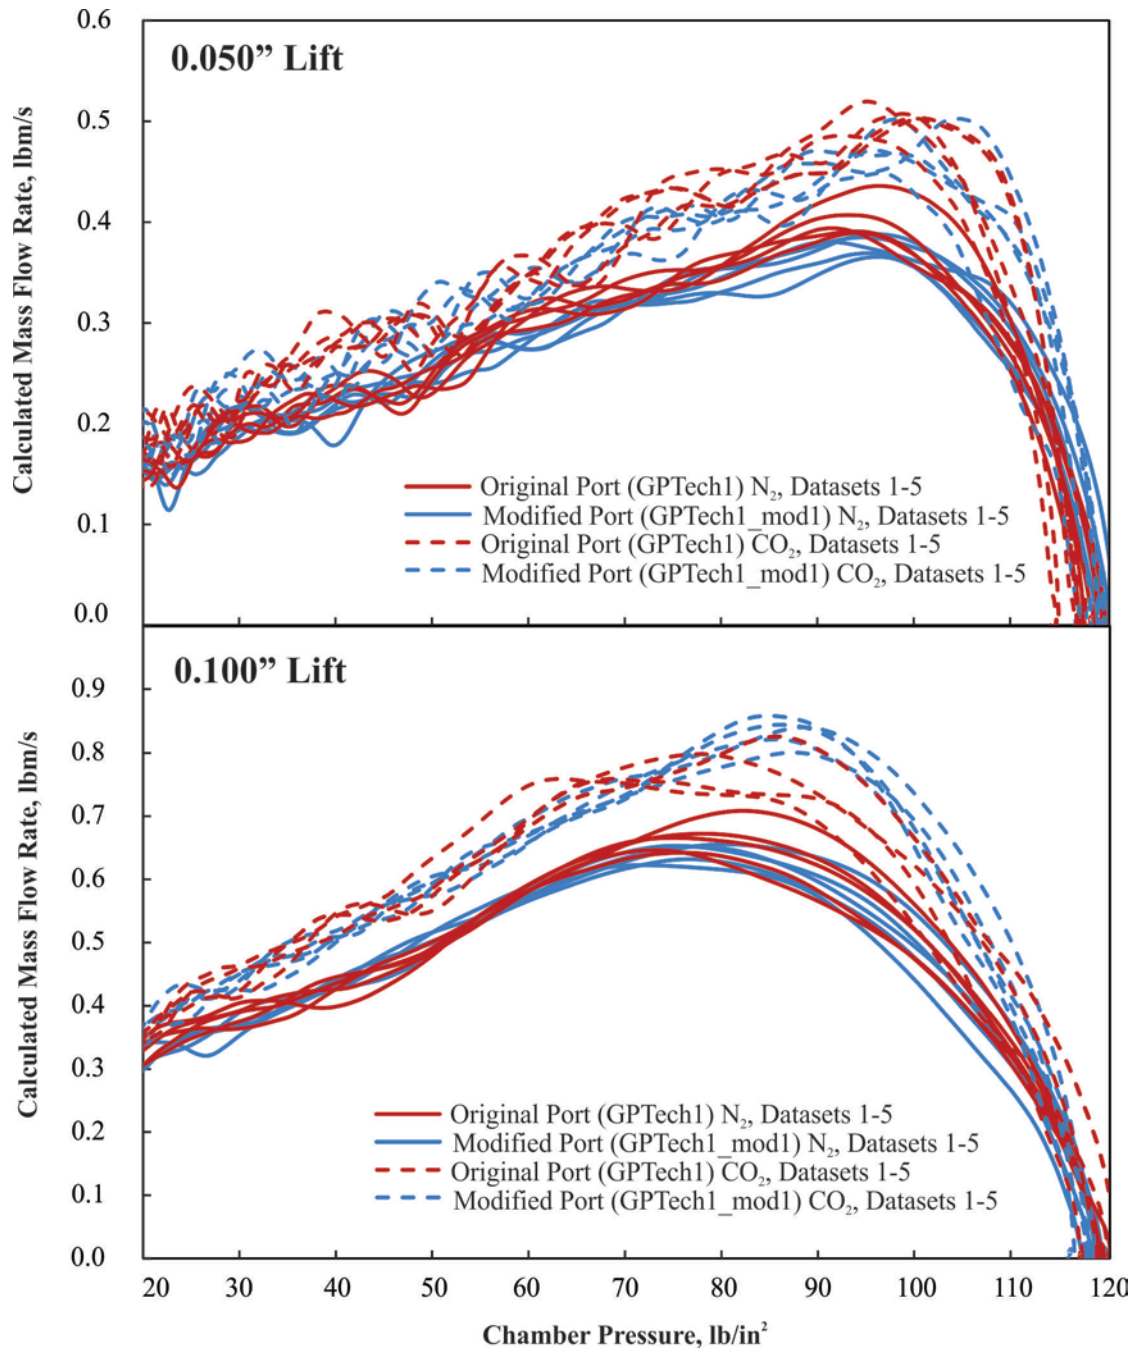 0.050” Lift
Calculated Mass Flow Rate, lbm/s
0.6
0.5
0.4
0.3
0.2
0.1
0.0
Original Port (GPTech1) N₂, Datasets 1-5
Modified Port (GPTech1_mod1) N₂, Datasets 1-5
Original Port (GPTech1) CO₂, Datasets 1-5
Modified Port (GPTech1_mod1) CO₂, Datasets 1-5
0.100” Lift
Calculated Mass Flow Rate, lbm/s
0.9
0.8
0.7
0.6
0.5
0.4
0.3
0.2
0.1
0.0
Original Port (GPTech1) N₂, Datasets 1-5
Modified Port (GPTech1_mod1) N₂, Datasets 1-5
Original Port (GPTech1) CO₂, Datasets 1-5
Modified Port (GPTech1_mod1) CO₂, Datasets 1-5
20 30 40 50 60 70 80 90 100 110 120
Chamber Pressure, lb/in²